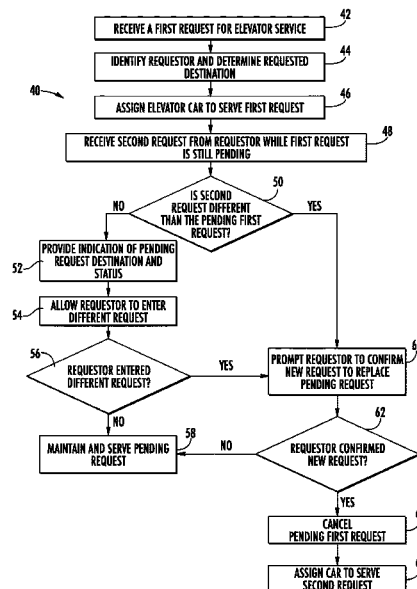 RECEIVE A FIRST REQUEST FOR ELEVATOR SERVICE
42
IDENTIFY REQUESTOR AND DETERMINE REQUESTED
DESTINATION
44
40
ASSIGN ELEVATOR CAR TO SERVE FIRST REQUEST
46
RECEIVE SECOND REQUEST FROM REQUESTOR WHILE FIRST REQUEST
IS STILL PENDING
48
IS SECOND
REQUEST DIFFERENT
THAN THE PENDING FIRST
REQUEST?
50
NO
YES
PROVIDE INDICATION OF PENDING
REQUEST DESTINATION AND
STATUS
52
ALLOW REQUESTOR TO ENTER
DIFFERENT REQUEST
54
56
REQUESTOR ENTERED
DIFFERENT REQUEST?
YES
PROMPT REQUESTOR TO CONFIRM
NEW REQUEST TO REPLACE
PENDING REQUEST
NO
62
MAINTAIN AND SERVE PENDING
REQUEST
58
NO
REQUESTOR CONFIRMED
NEW REQUEST?
YES
CANCEL
PENDING FIRST REQUEST
ASSIGN CAR TO SERVE
SECOND REQUEST